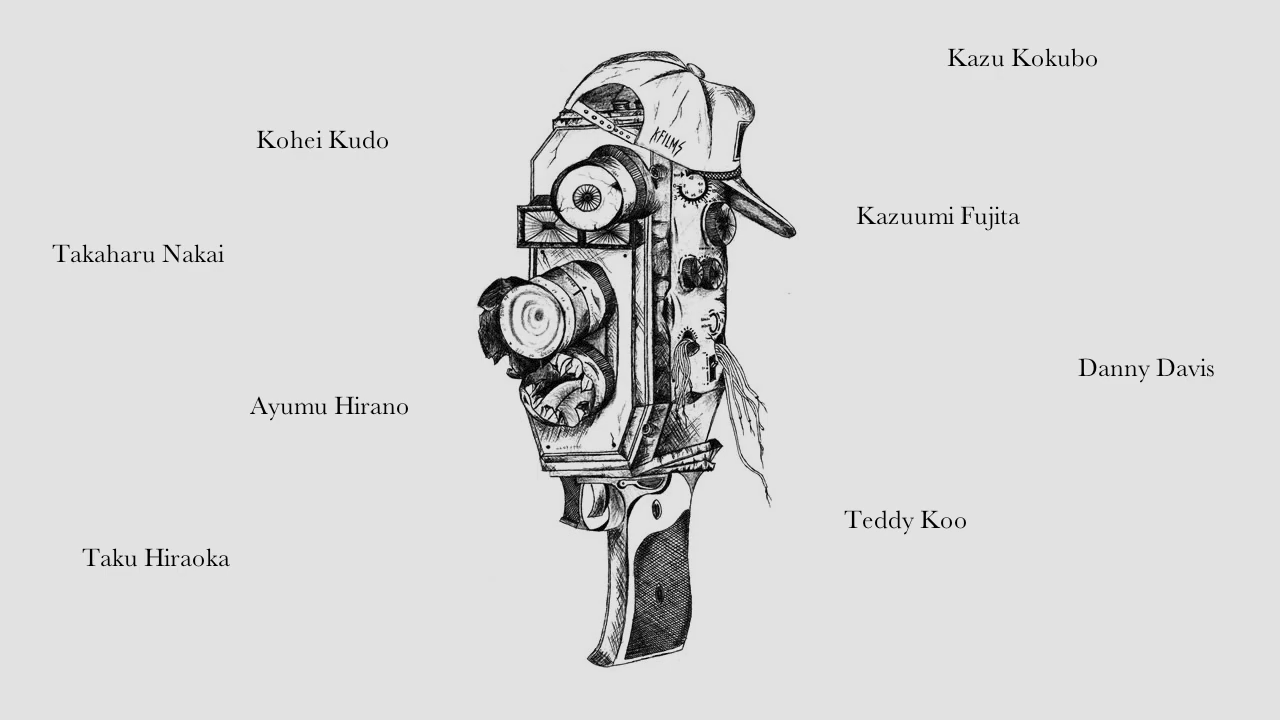 Kazu Kokubo
Kohei Kudo
KFILMS
Kazuumi Fujita
Takaharu Nakai
Danny Davis
Ayumu Hirano
Teddy Koo
Taku Hiraoka